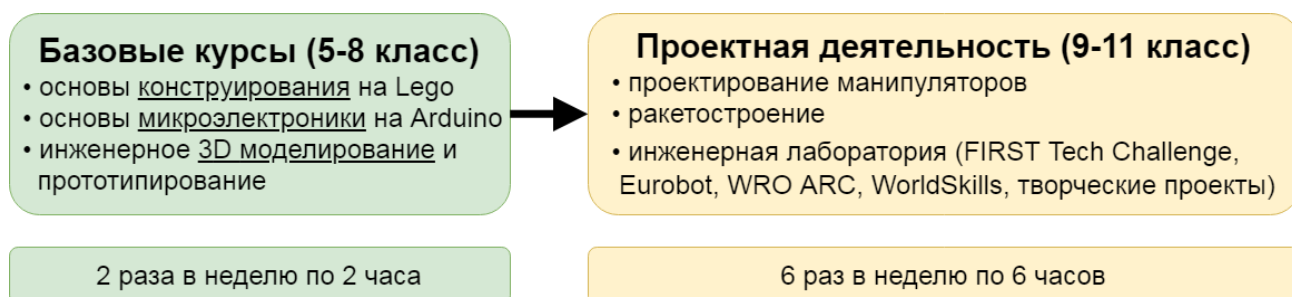 Базовые курсы (5-8 класс)
• основы конструирования на Lego
• основы микроэлектроники на Arduino
• инженерное 3D моделирование и
прототипирование
Проектная деятельность (9-11 класс)
• проектирование манипуляторов
• ракетостроение
• инженерная лаборатория (FIRST Tech Challenge,
Eurobot, WRO ARC, WorldSkills, творческие проекты)
2 раза в неделю по 2 часа
6 раз в неделю по 6 часов